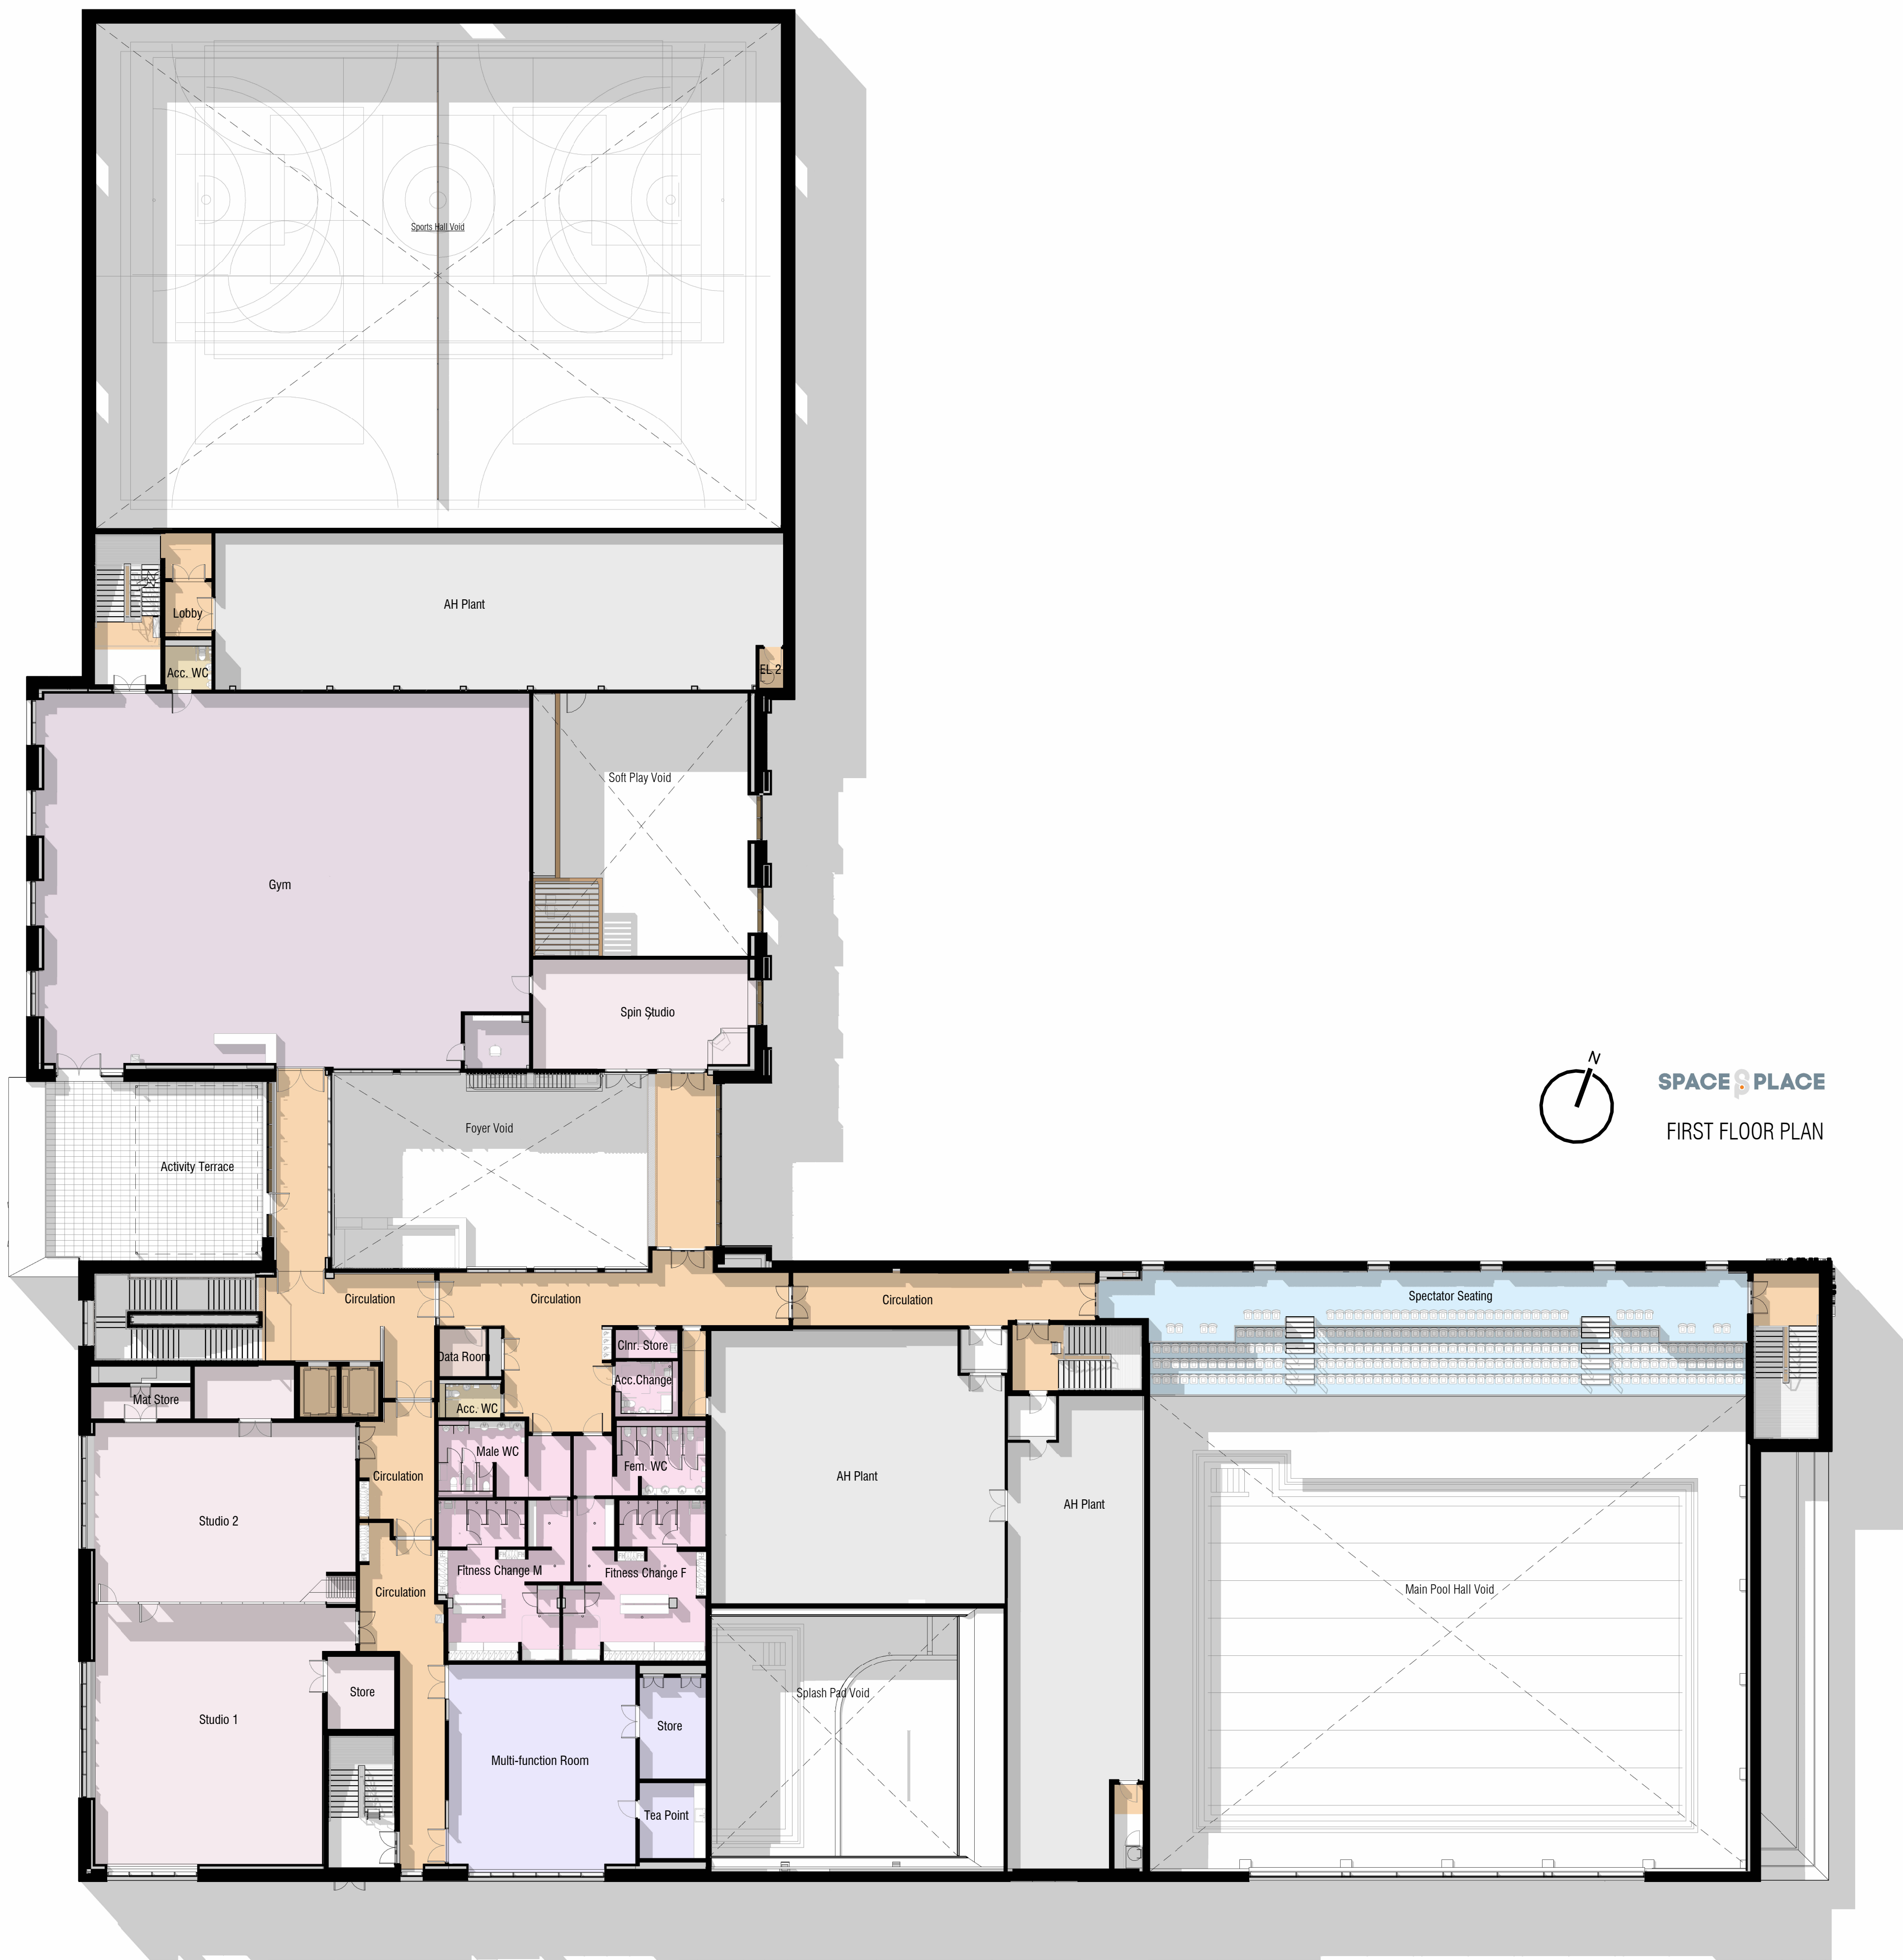 Sports Hall Void
AH Plant
Lobby
Acc. WC
EL 2
Soft Play Void
Gym
Spin Studio
N
SPACE & PLACE
FIRST FLOOR PLAN
Foyer Void
Activity Terrace
Circulation
Circulation
Circulation
Spectator Seating
Data Room
Clnr. Store
Acc.Change
Mat Store
Acc. WC
Male WC
Fem. WC
Circulation
AH Plant
AH Plant
Studio 2
Fitness Change M
Fitness Change F
Circulation
Main Pool Hall Void
Store
Splash Pad Void
Studio 1
Store
Multi-function Room
Tea Point